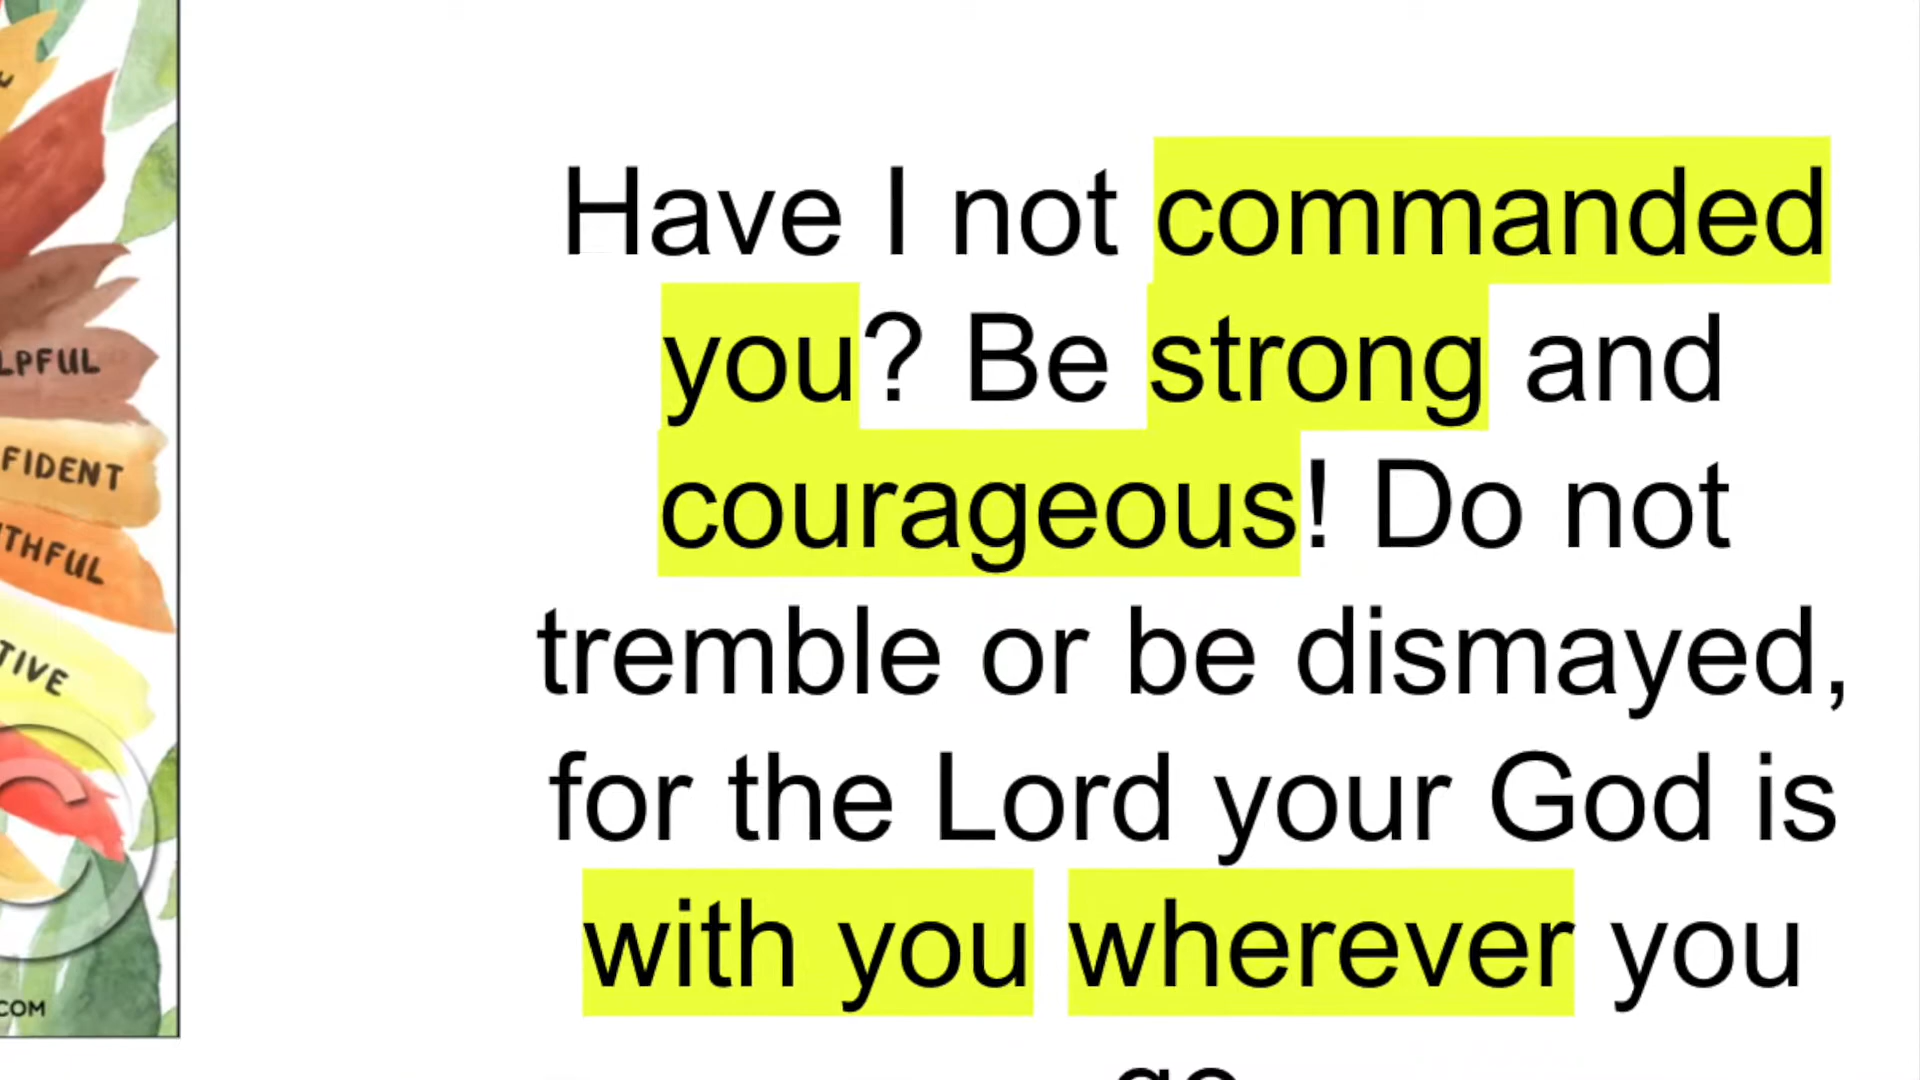 LPFUL
FIDENT
THFUL
TIVE
COM
Have I not commanded
you? Be strong and
courageous! Do not
tremble or be dismayed,
for the Lord your God is
with you wherever you
go